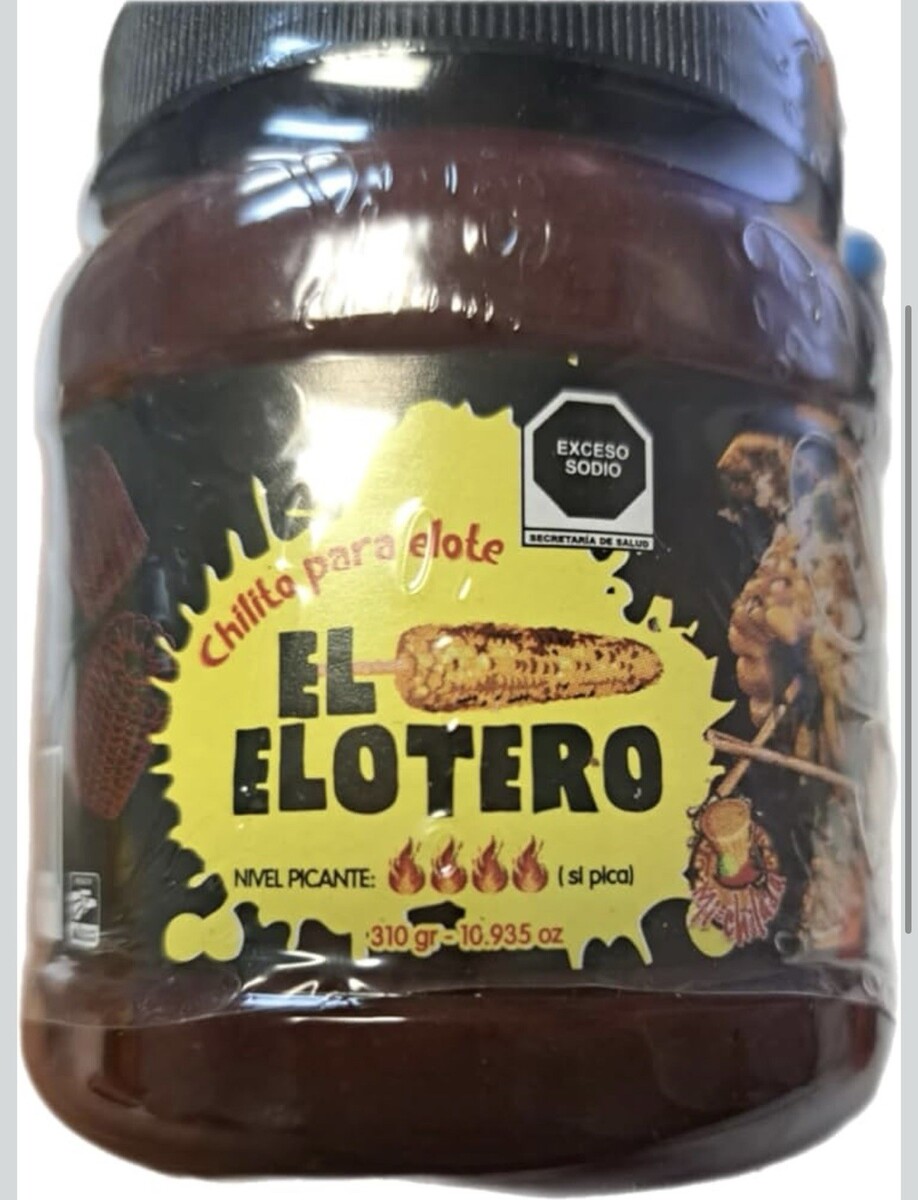 EXCESO
SODIO
SECRETARÍA DE SALUD
Chilito para elote
EL
ELOTERO
NIVEL PICANTE: ( si pica)
310 gr - 10.935 oz